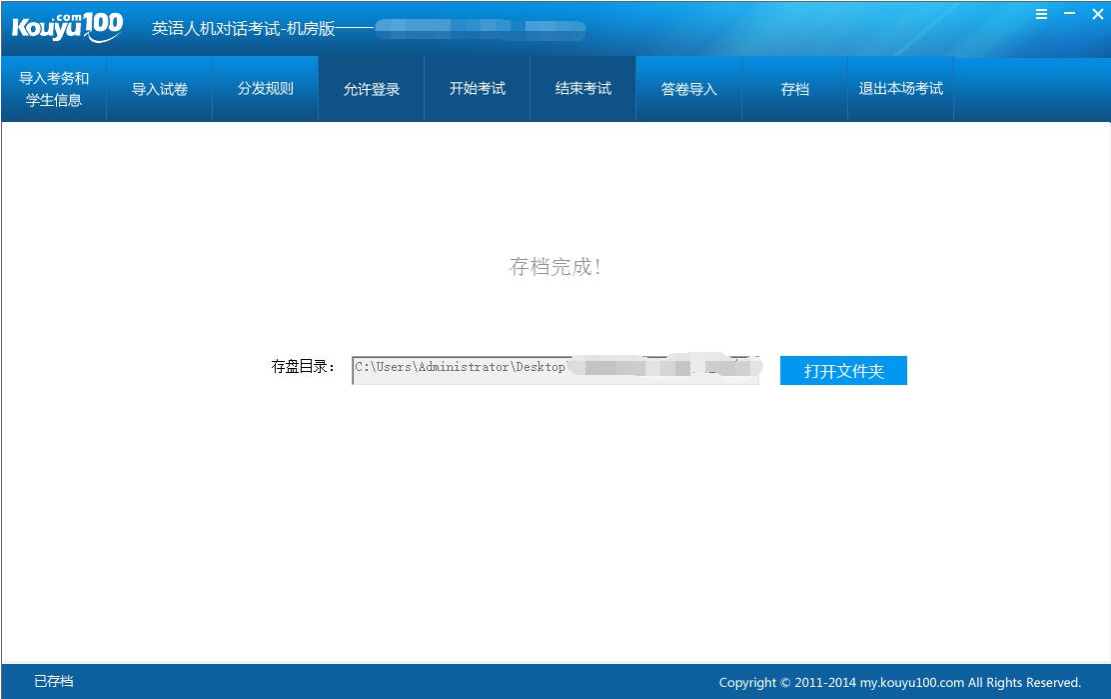 Kouyu.com100
英语人机对话考试-机房版——
导入考务和
学生信息
导入试卷
分发规则
允许登录
开始考试
结束考试
答卷导入
存档
退出本场考试
存档完成!
存盘目录：
C:\Users\Administrator\Desktop\
打开文件夹
已存档
Copyright © 2011-2014 my.kouyu100.com All Rights Reserved.